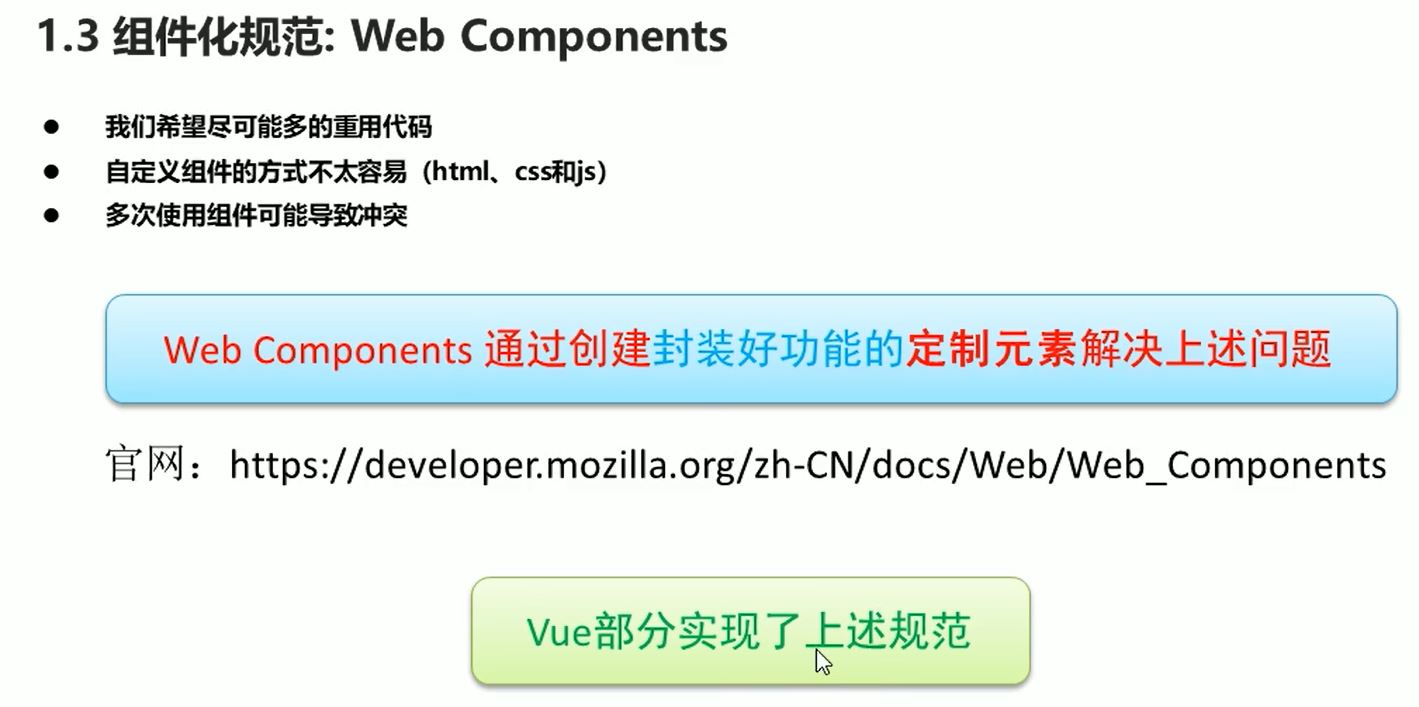 1.3 组件化规范: Web Components
● 我们希望尽可能多的重用代码
● 自定义组件的方式不太容易（html、css和js）
● 多次使用组件可能导致冲突
Web Components 通过创建封装好功能的定制元素解决上述问题
官网：https://developer.mozilla.org/zh-CN/docs/Web/Web_Components
Vue部分实现了上述规范